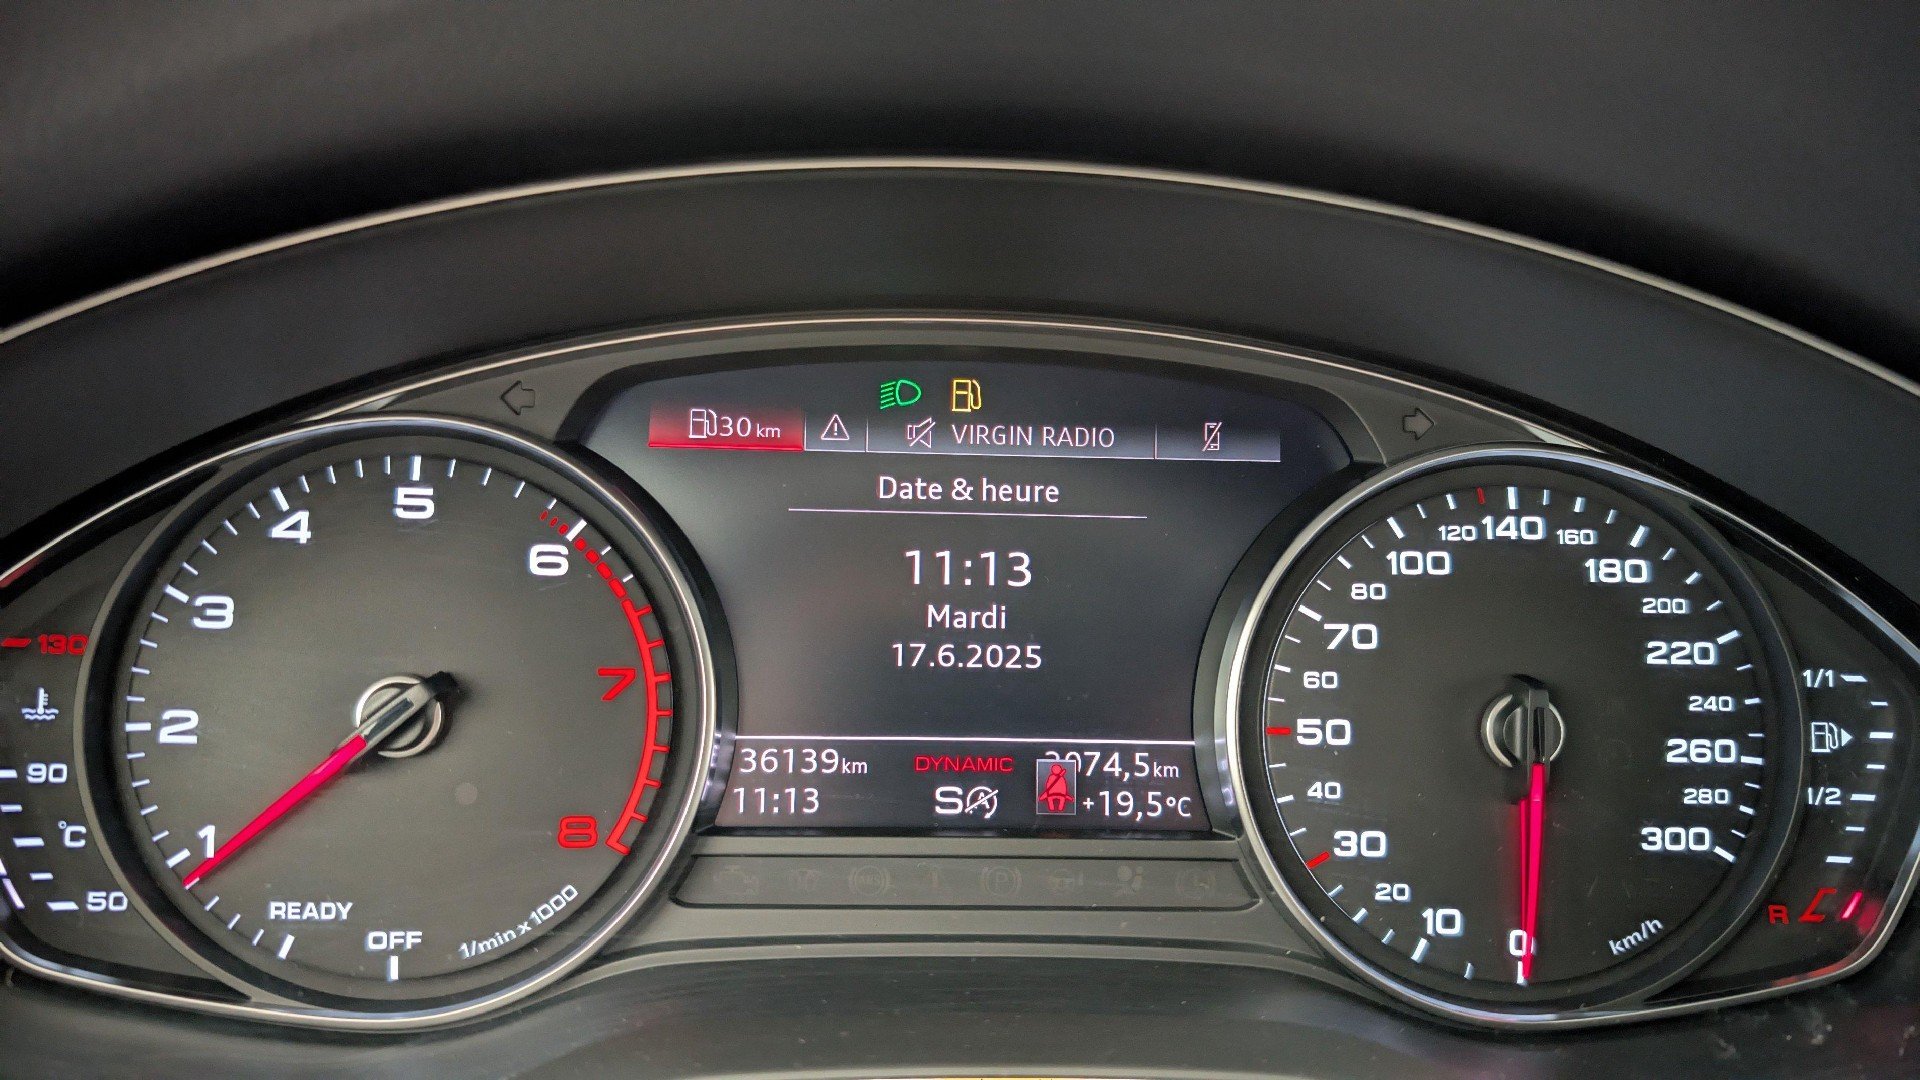 30 km
VIRGIN RADIO
Date & heure
11:13
Mardi
17.6.2025
36139km
DYNAMIC
074,5km
11:13
S
+19,5°C
OFF
READY
1
2
3
4
5
6
7
8
1/min x 1000
130
90
°C
50
0
10
20
30
40
50
60
70
80
100
120
140
160
180
200
220
240
260
280
300
km/h
1/1
1/2
R